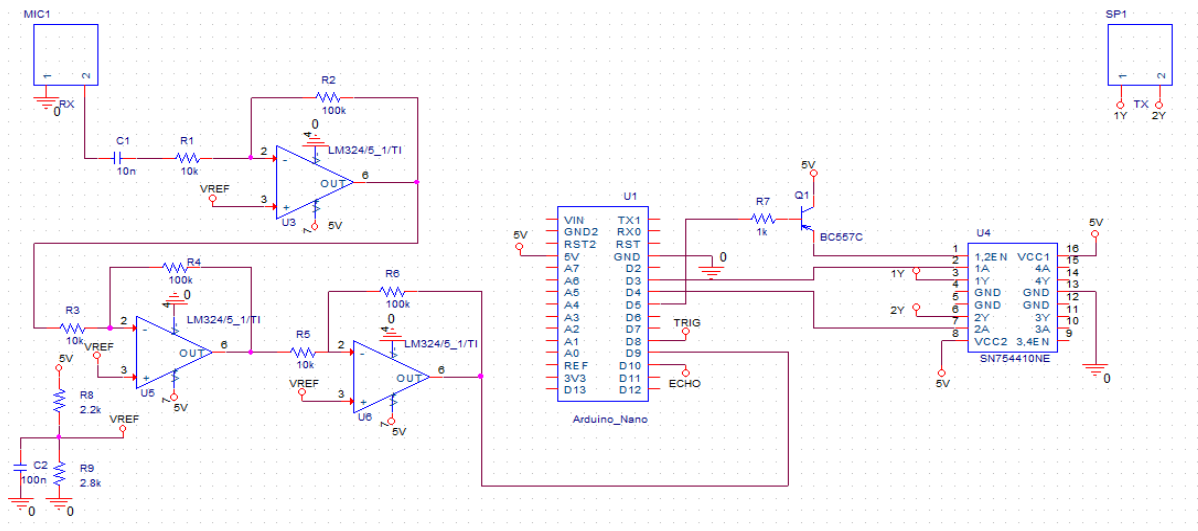 MIC1
1
2
RX
0
C1
10n
R1
10k
R2
100k
VREF
2
3
4
0
LM324/5_1/TI
-
+
V-
V+
OUT
6
7
5V
U3
R3
10k
R4
100k
VREF
2
3
4
0
LM324/5_1/TI
-
+
V-
V+
OUT
6
7
5V
U5
R5
10k
R6
100k
VREF
2
3
4
0
LM324/5_1/TI
-
+
V-
V+
OUT
6
7
5V
U6
5V
R8
2.2k
VREF
C2
100n
R9
2.8k
0
0
U1
5V
VIN TX1
GND2 RX0
RST2 RST
5V GND
A7 D2
A6 D3
A5 D4
A4 D5
A3 D6
A2 D7
A1 D8
A0 D9
REF D10
3V3 D11
D13 D12
Arduino_Nano
0
TRIG
ECHO
R7
1k
5V
Q1
BC557C
U4
5V
1Y
2Y
5V
1 1,2EN VCC1 16
2 1A 4A 15
3 1Y 4Y 14
4 GND GND 13
5 GND GND 12
6 2Y 3Y 11
7 2A 3A 10
8 VCC2 3,4EN 9
SN754410NE
0
SP1
1
2
TX
1Y
2Y